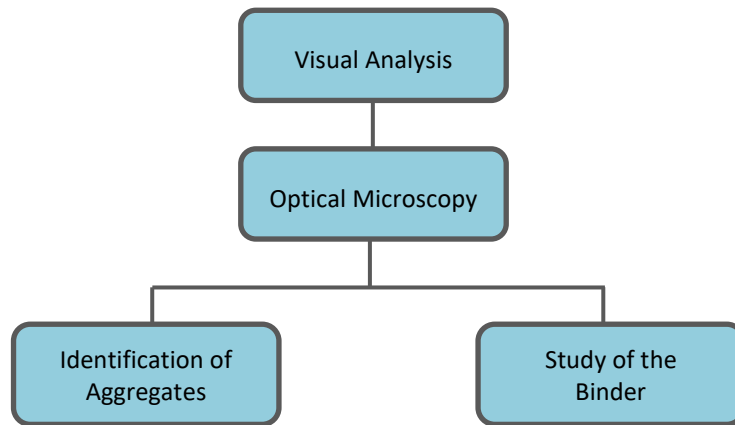 Visual Analysis
Optical Microscopy
Identification of
Aggregates
Study of the
Binder